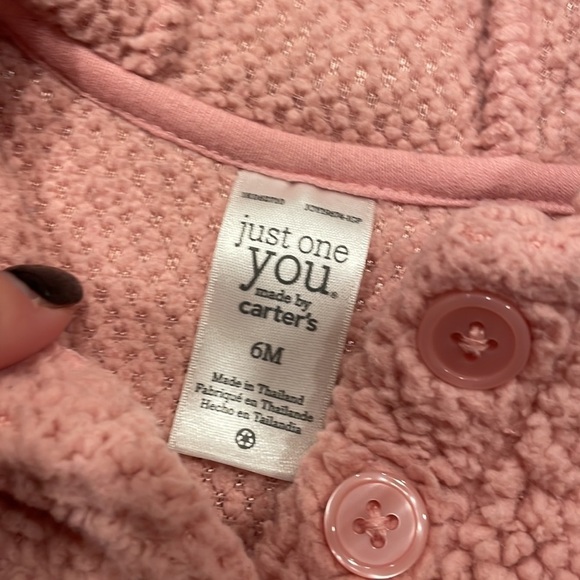 just one
you®
made by
carter's
6M
Made in Thailand
Fabriqué en Thaïlande
Hecho en Tailandia